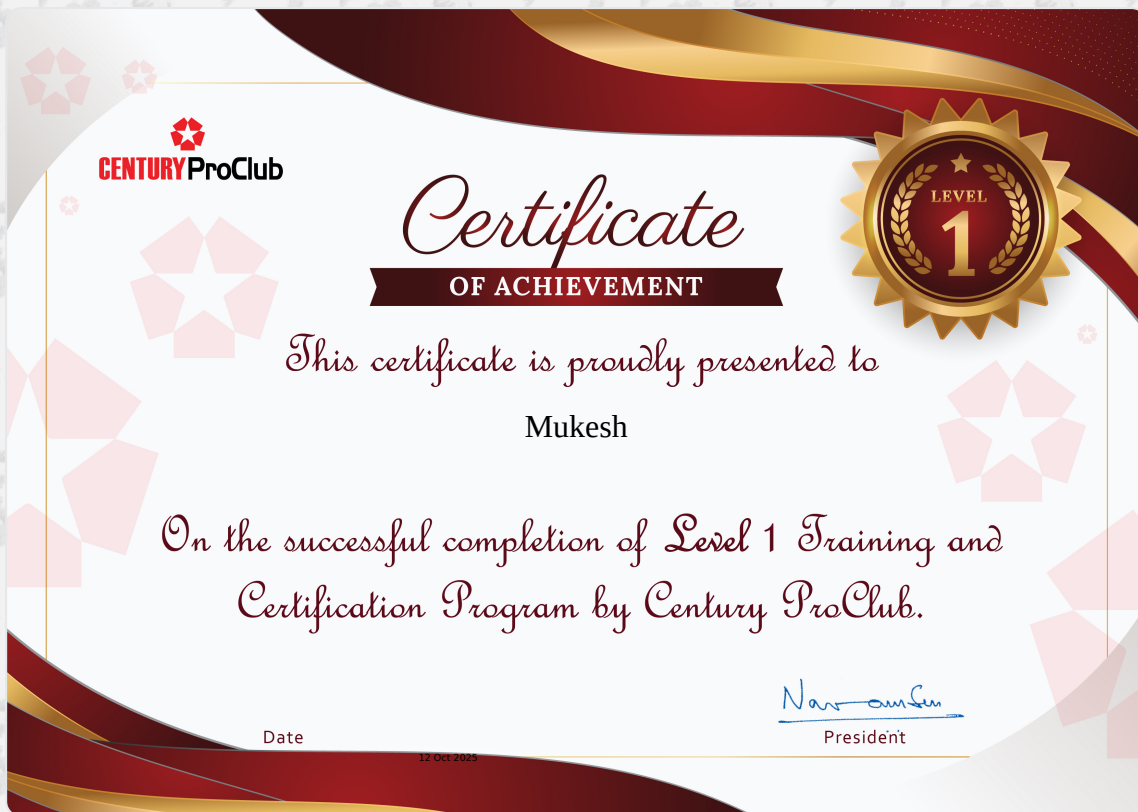 CENTURY ProClub
Certificate
OF ACHIEVEMENT
LEVEL
1
This certificate is proudly presented to
Mukesh
On the successful completion of Level 1 Training and
Certification Program by Century ProClub.
Date
12 Oct 2025
President